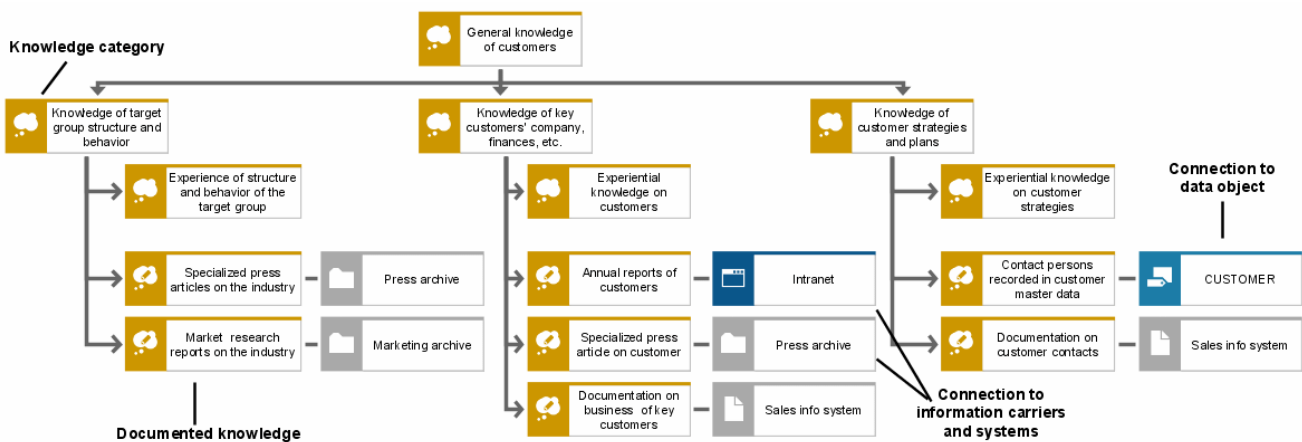 General knowledge
of customers
Knowledge category
Knowledge of target
group structure and
behavior
Knowledge of key
customers' company,
finances, etc.
Knowledge of
customer strategies
and plans
Experience of structure
and behavior of the
target group
Experiential
knowledge on
customers
Experiential knowledge
on customer
strategies
Connection to
data object
Specialized press
articles on the industry
Press archive
Annual reports of
customers
Intranet
Contact persons
recorded in customer
master data
CUSTOMER
Market research
reports on the industry
Marketing archive
Specialized press
article on customer
Press archive
Documentation on
customer contacts
Sales info system
Documentation on
business of key
customers
Sales info system
Connection to
information carriers
and systems
Documented knowledge